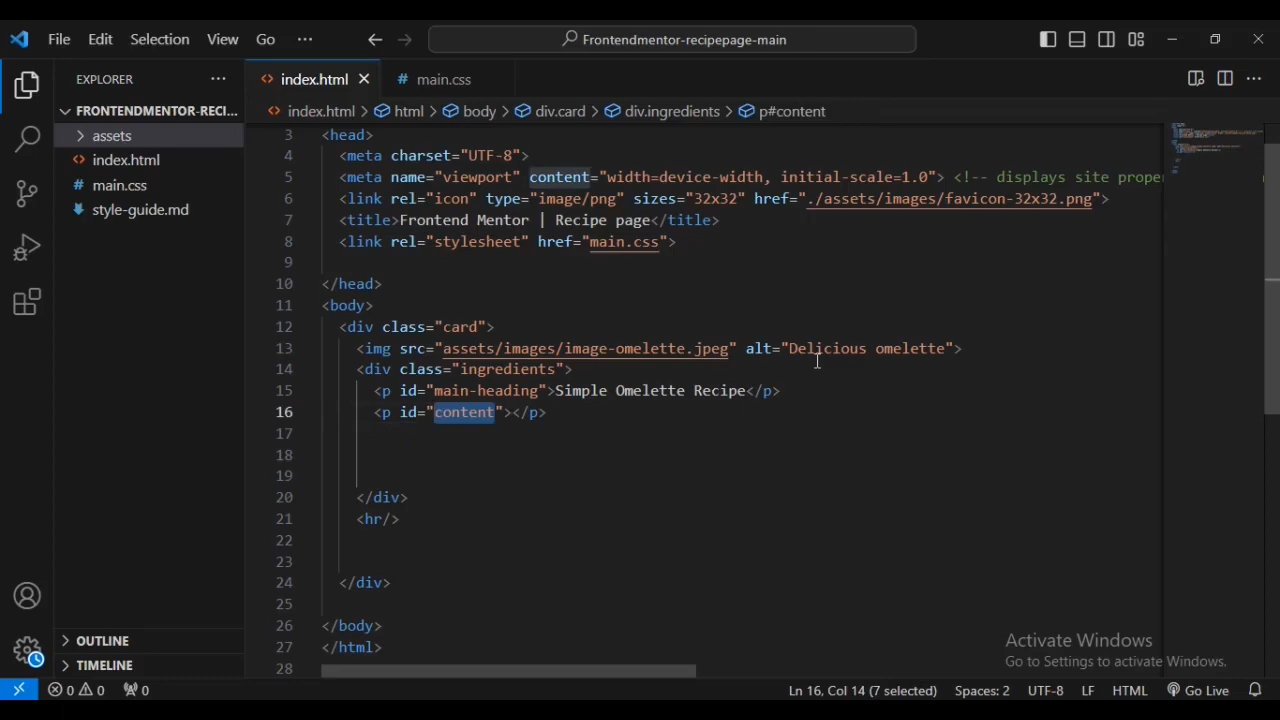 File Edit Selection View Go ··· Frontendmentor-recipepage-main
EXPLORER ···
FRONTENDMENTOR-RECI...
assets
index.html
main.css
style-guide.md
OUTLINE
TIMELINE
index.html main.css
index.html > html > body > div.card > div.ingredients > p#content
3 <head>
4 <meta charset="UTF-8">
5 <meta name="viewport" content="width=device-width, initial-scale=1.0"> <!-- displays site proper
6 <link rel="icon" type="image/png" sizes="32x32" href="./assets/images/favicon-32x32.png">
7 <title>Frontend Mentor | Recipe page</title>
8 <link rel="stylesheet" href="main.css">
9
10 </head>
11 <body>
12 <div class="card">
13 <img src="assets/images/image-omelette.jpeg" alt="Delicious omelette">
14 <div class="ingredients">
15 <p id="main-heading">Simple Omelette Recipe</p>
16 <p id="content"></p>
17
18
19
20 </div>
21 <hr/>
22
23
24 </div>
25
26 </body>
27 </html>
28
Activate Windows
Go to Settings to activate Windows.
0 0 0 Ln 16, Col 14 (7 selected) Spaces: 2 UTF-8 LF HTML Go Live